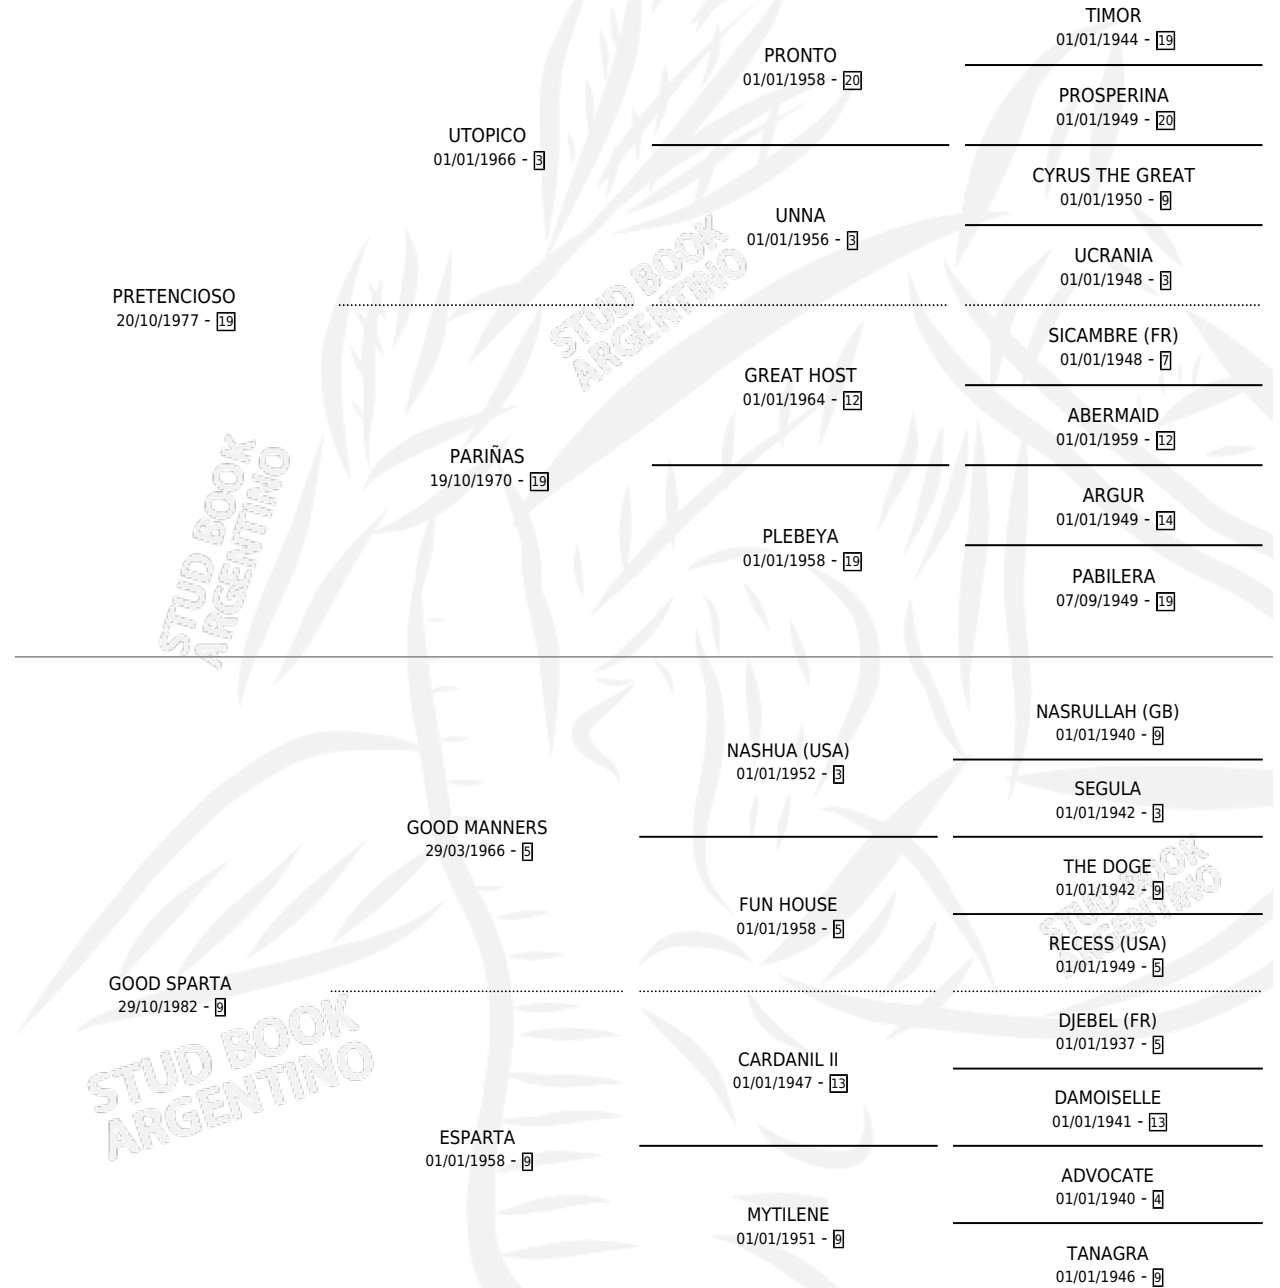 TIMOR
01/01/1944 - 19
PRONTO
01/01/1958 - 20
PROSPERINA
01/01/1949 - 20
UTOPICO
01/01/1966 - 3
CYRUS THE GREAT
01/01/1950 - 9
UNNA
01/01/1956 - 3
UCRANIA
01/01/1948 - 3
PRETENCIOSO
20/10/1977 - 19
STUD BOOK
ARGENTINO
SICAMBRE (FR)
01/01/1948 - 7
GREAT HOST
01/01/1964 - 12
ABERMAID
01/01/1959 - 12
PARIÑAS
19/10/1970 - 19
ARGUR
01/01/1949 - 14
PLEBEYA
01/01/1958 - 19
PABILERA
07/09/1949 - 19
STUD BOOK
ARGENTINO
NASRULLAH (GB)
01/01/1940 - 9
NASHUA (USA)
01/01/1952 - 3
SEGULA
01/01/1942 - 3
GOOD MANNERS
29/03/1966 - 5
THE DOGE
01/01/1942 - 9
FUN HOUSE
01/01/1958 - 5
STUD BOOK
ARGENTINO
RECESS (USA)
01/01/1949 - 5
GOOD SPARTA
29/10/1982 - 9
DJEBEL (FR)
01/01/1937 - 5
CARDANIL II
01/01/1947 - 13
DAMOISELLE
01/01/1941 - 13
STUD BOOK
ARGENTINO
ESPARTA
01/01/1958 - 9
ADVOCATE
01/01/1940 - 4
MYTILENE
01/01/1951 - 9
TANAGRA
01/01/1946 - 9